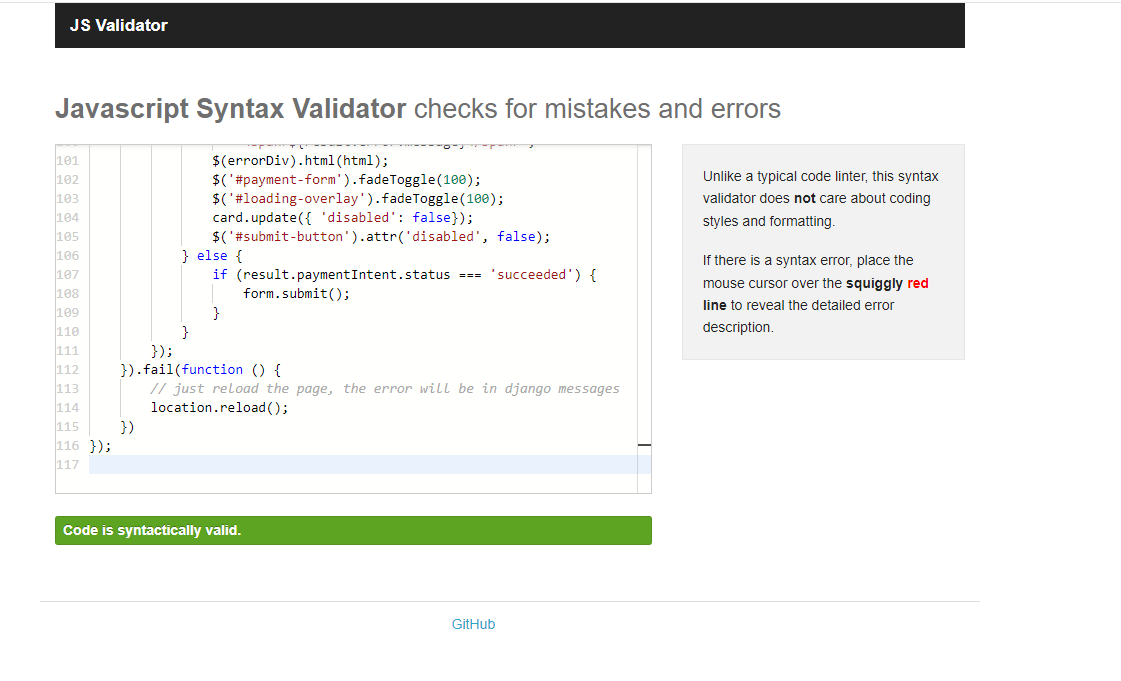 JS Validator
Javascript Syntax Validator checks for mistakes and errors
101 $(errorDiv).html(html);
102 $('#payment-form').fadeToggle(100);
103 $('#loading-overlay').fadeToggle(100);
104 card.update({ 'disabled': false});
105 $('#submit-button').attr('disabled', false);
106 } else {
107 if (result.paymentIntent.status === 'succeeded') {
108 form.submit();
109 }
110 }
111 });
112 }).fail(function () {
113 // just reload the page, the error will be in django messages
114 location.reload();
115 })
116 });
117
Unlike a typical code linter, this syntax
validator does not care about coding
styles and formatting.
If there is a syntax error, place the
mouse cursor over the squiggly red
line to reveal the detailed error
description.
Code is syntactically valid.
GitHub